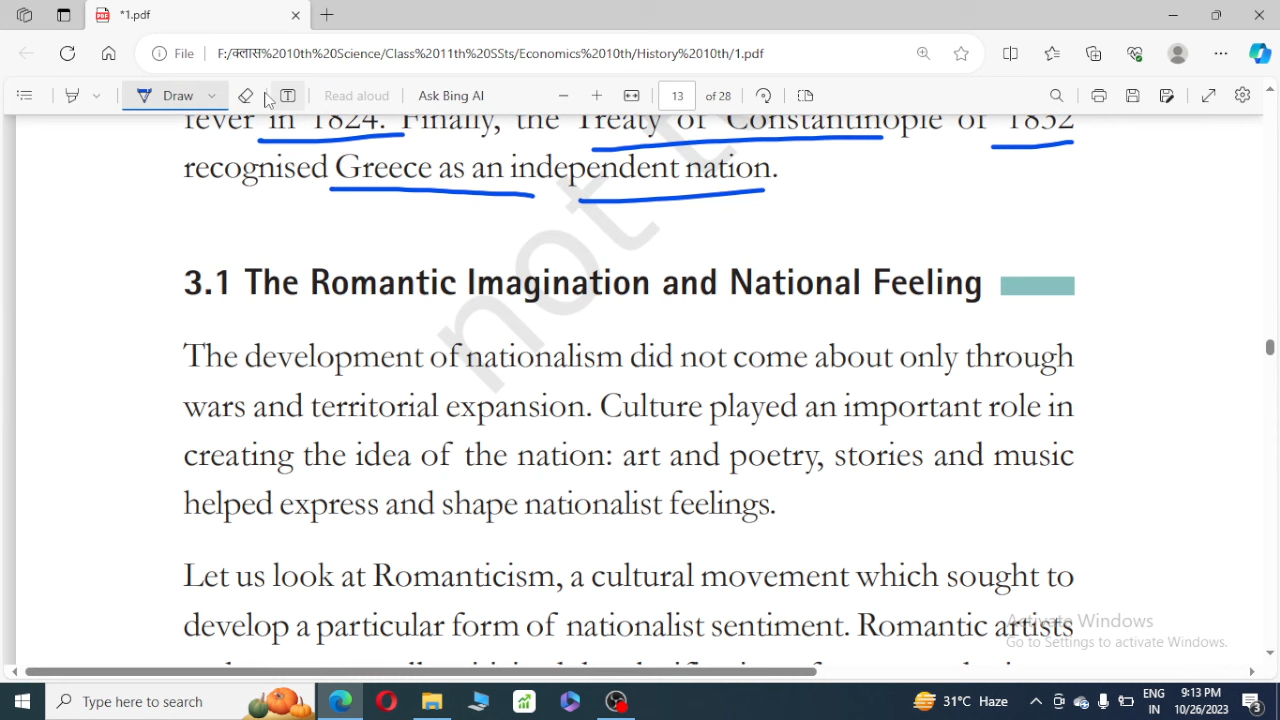 *1.pdf
File F:/क्लास%2010th%20Science/Class%2011th%20SSts/Economics%2010th/History%2010th/1.pdf
Draw Read aloud Ask Bing AI 13 of 28
fever in 1824. Finally, the Treaty of Constantinople of 1832
recognised Greece as an independent nation.
not t
3.1 The Romantic Imagination and National Feeling
The development of nationalism did not come about only through
wars and territorial expansion. Culture played an important role in
creating the idea of the nation: art and poetry, stories and music
helped express and shape nationalist feelings.
Let us look at Romanticism, a cultural movement which sought to
develop a particular form of nationalist sentiment. Romantic artists
Activate Windows
Go to Settings to activate Windows.
Type here to search 31°C Haze ENG 9:13 PM
IN 10/26/2023 3